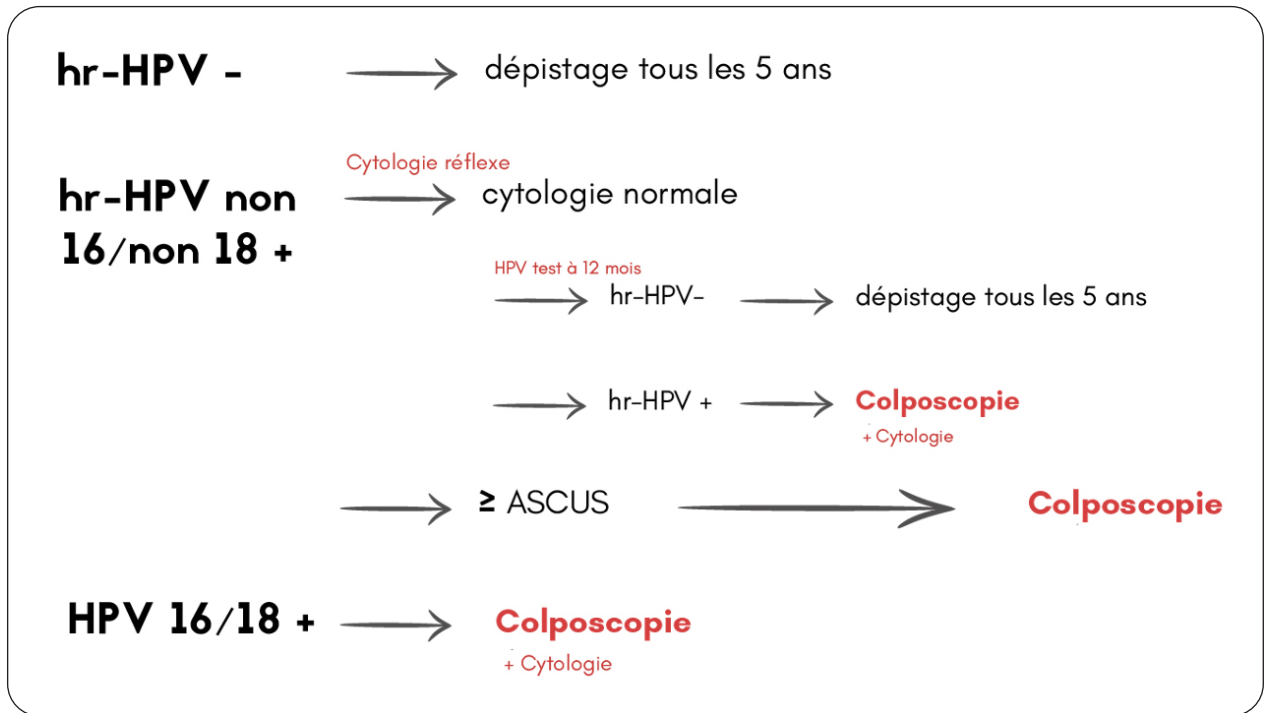 hr-HPV - dépistage tous les 5 ans
Cytologie réflexe
hr-HPV non cytologie normale
16/non 18 +
HPV test à 12 mois
hr-HPV- dépistage tous les 5 ans
hr-HPV + Colposcopie
+ Cytologie
≥ ASCUS Colposcopie
HPV 16/18 + Colposcopie
+ Cytologie